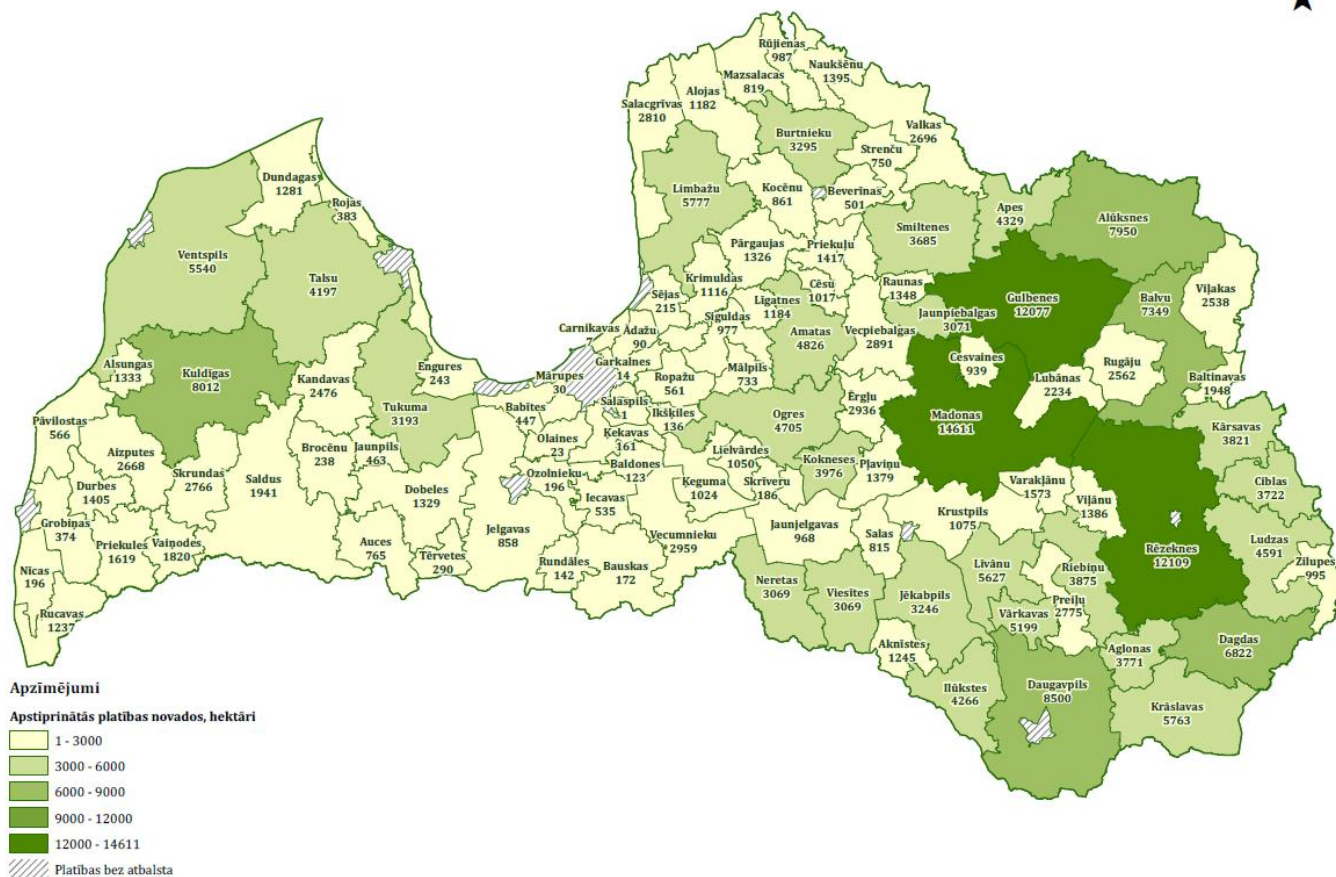 Rūjienas
987
Naukšēnu
1395
Mazsalacas
819
Alojas
1182
Salacgrīvas
2810
Burtnieku
3295
Valkas
2696
Strenču
750
Dundagas
1281
Rojas
383
Limbažu
5777
Kocēnu
861
Beverīnas
501
Apes
4329
Alūksnes
7950
Smiltenes
3685
Ventspils
5540
Talsu
4197
Pārgaujas
1326
Priekuļu
1417
Krimuldas
1116
Cēsu
1017
Raunas
1348
Gulbenes
12077
Balvu
7349
Viļakas
2538
Sējas
215
Līgatnes
1184
Jaunpiebalgas
3071
Siguldas
977
Amatas
4826
Vecpiebalgas
2891
Carnikavas
7
Ādažu
90
Alsungas
1333
Kuldīgas
8012
Kandavas
2476
Engures
243
Mārupes
30
Garkalnes
14
Ropažu
561
Mālpils
733
Cesvaines
939
Lubānas
2234
Rugāju
2562
Baltinavas
1948
Tukuma
3193
Babītes
447
Salaspils
1
Ikšķiles
136
Ogres
4705
Ērgļu
2936
Madonas
14611
Kārsavas
3821
Pāvilostas
566
Aizputes
2668
Brocēnu
238
Jaunpils
463
Olaines
23
Ķekavas
161
Lielvārdes
1050
Kokneses
3976
Pļaviņu
1379
Skrundas
2766
Saldus
1941
Durbes
1405
Dobeles
1329
Ozolnieku
196
Baldones
123
Ķeguma
1024
Skrīveru
186
Varakļānu
1573
Viļānu
1386
Ciblas
3722
Iecavas
535
Grobiņas
374
Priekules
1619
Vaiņodes
1820
Auces
765
Tērvetes
290
Jelgavas
858
Rundāles
142
Bauskas
172
Vecumnieku
2959
Jaunjelgavas
968
Salas
815
Krustpils
1075
Rēzeknes
12109
Ludzas
4591
Zilupes
995
Nīcas
196
Rucavas
1237
Neretas
3069
Viesītes
3069
Jēkabpils
3246
Līvānu
5627
Riebiņu
3875
Preiļu
2775
Vārkavas
5199
Aknīstes
1245
Aglonas
3771
Dagdas
6822
Ilūkstes
4266
Daugavpils
8500
Krāslavas
5763
Apzīmējumi
Apstiprinātās platības novados, hektāri
1 - 3000
3000 - 6000
6000 - 9000
9000 - 12000
12000 - 14611
Platības bez atbalsta